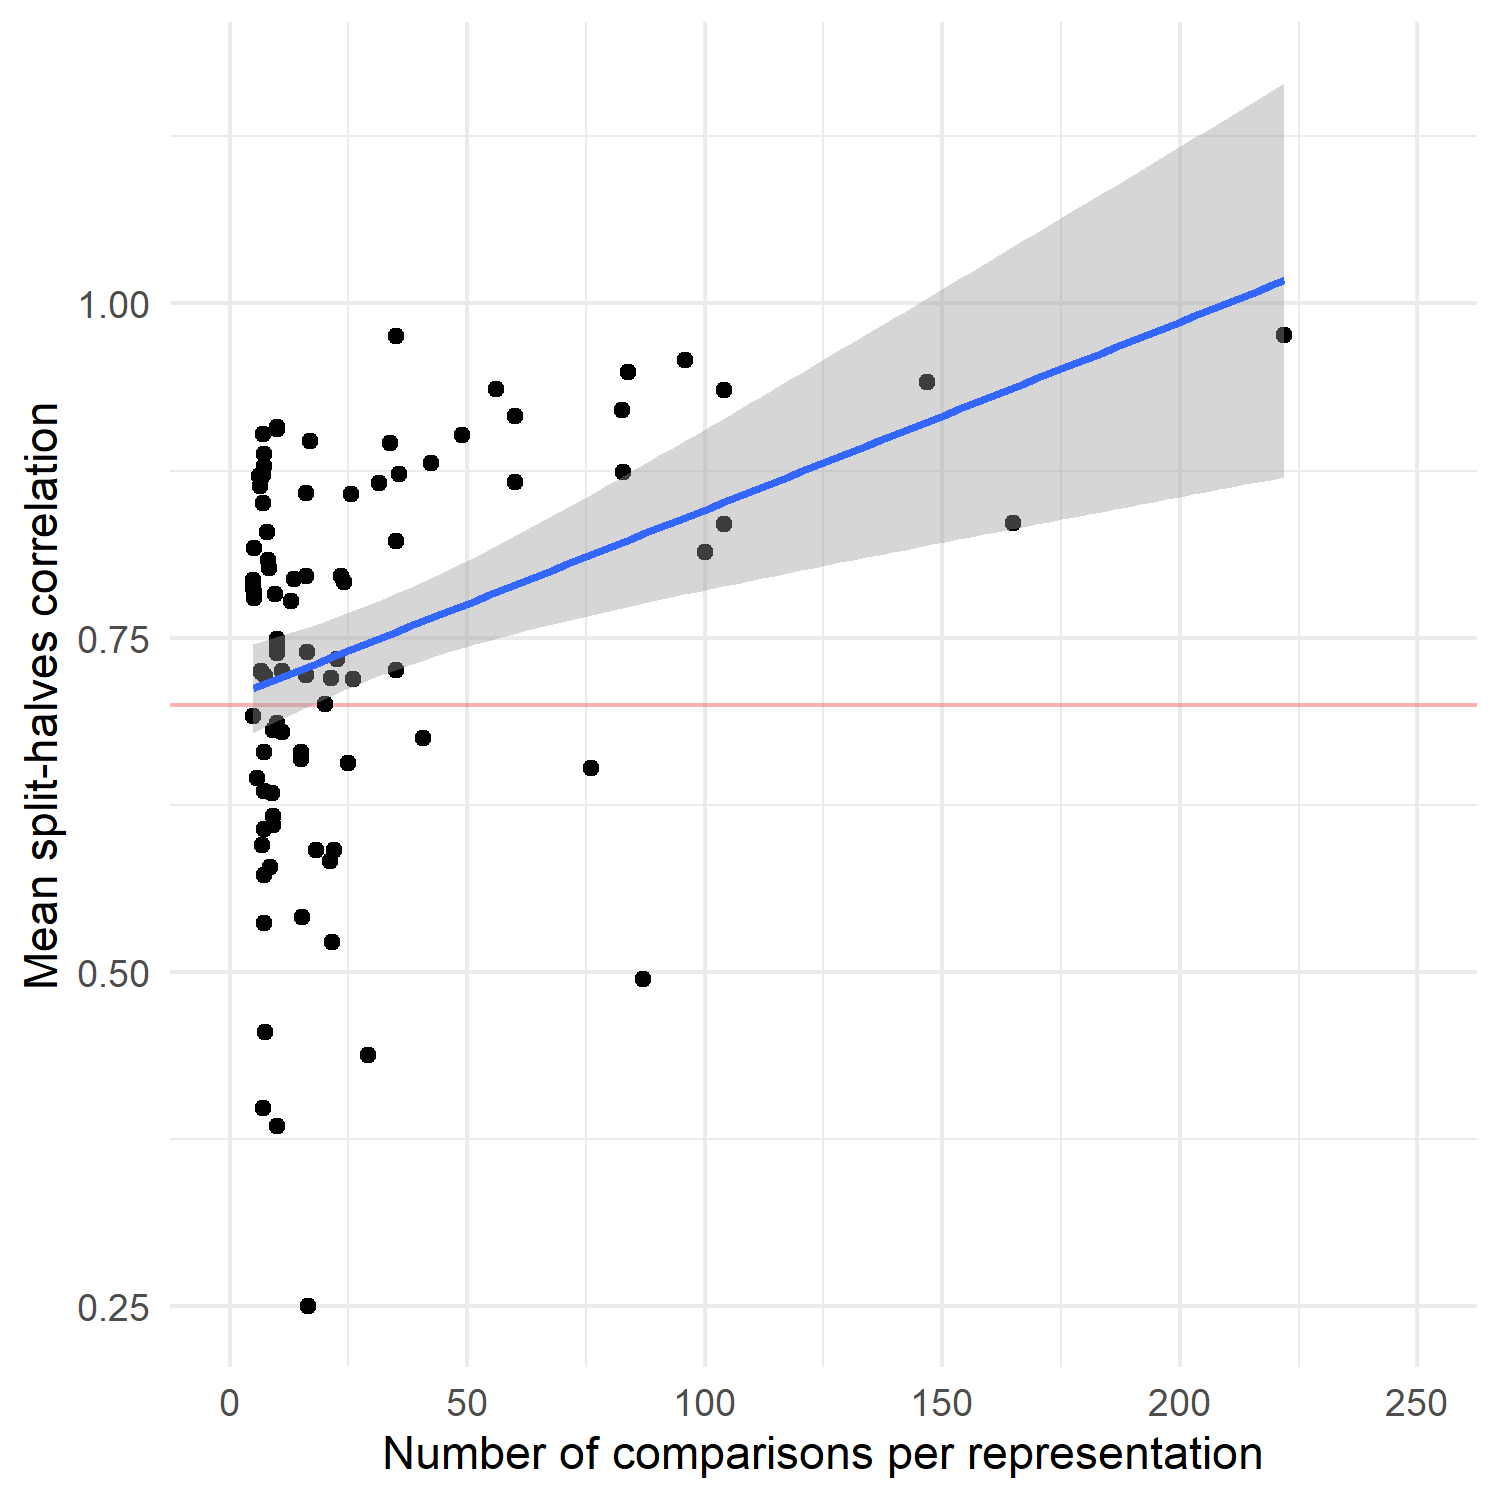 Mean split-halves correlation
1.00
0.75
0.50
0.25
0 50 100 150 200 250
Number of comparisons per representation